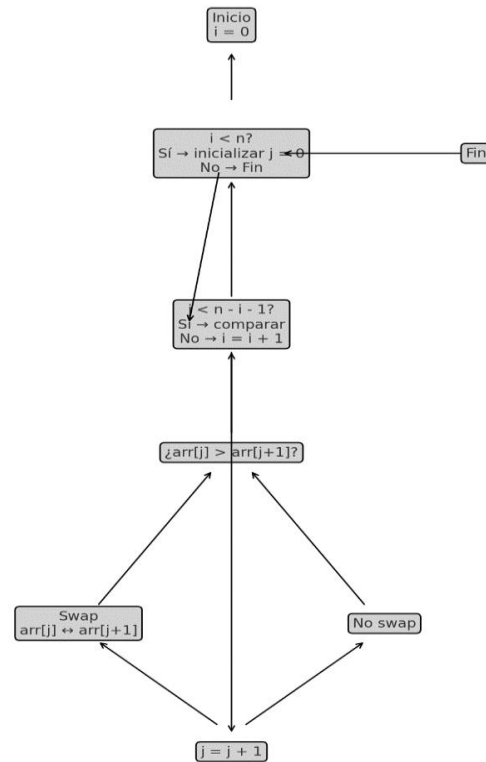 Inicio
i = 0
i < n?
Sí → inicializar j = 0
No → Fin
Fin
j < n - i - 1?
Sí → comparar
No → i = i + 1
¿arr[j] > arr[j+1]?
Swap
arr[j] ↔ arr[j+1]
No swap
j = j + 1